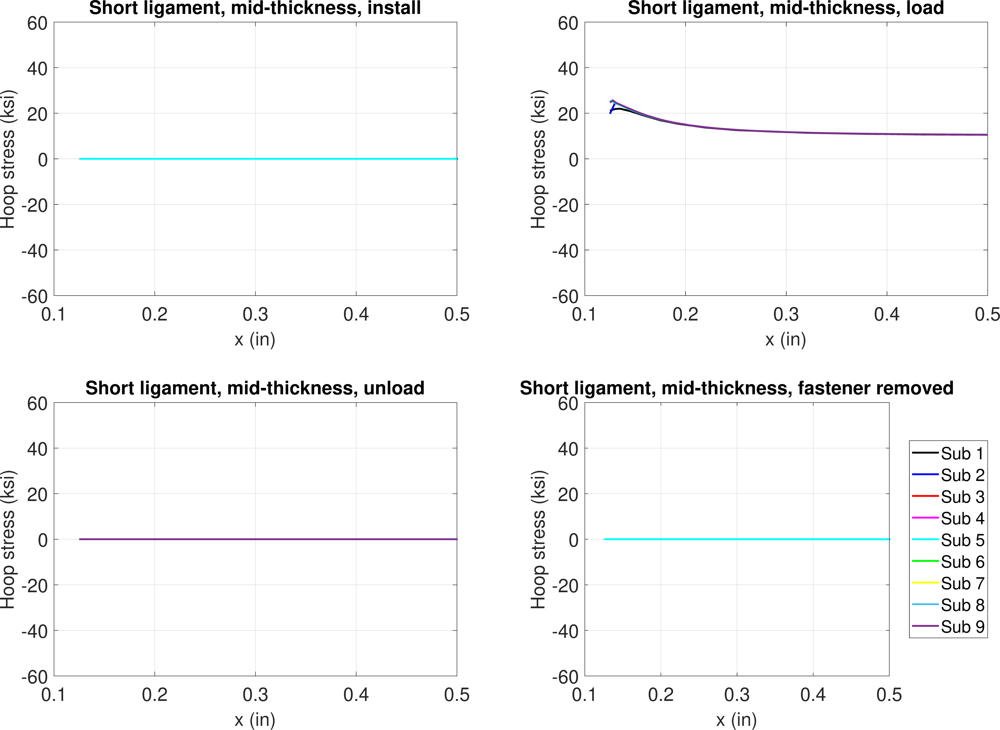 Short ligament, mid-thickness, install
60
40
20
0
-20
-40
-60
0.1 0.2 0.3 0.4 0.5
Hoop stress (ksi)
x (in)
Short ligament, mid-thickness, load
60
40
20
0
-20
-40
-60
0.1 0.2 0.3 0.4 0.5
Hoop stress (ksi)
x (in)
Short ligament, mid-thickness, unload
60
40
20
0
-20
-40
-60
0.1 0.2 0.3 0.4 0.5
Hoop stress (ksi)
x (in)
Short ligament, mid-thickness, fastener removed
60
40
20
0
-20
-40
-60
0.1 0.2 0.3 0.4 0.5
Hoop stress (ksi)
x (in)
Sub 1
Sub 2
Sub 3
Sub 4
Sub 5
Sub 6
Sub 7
Sub 8
Sub 9